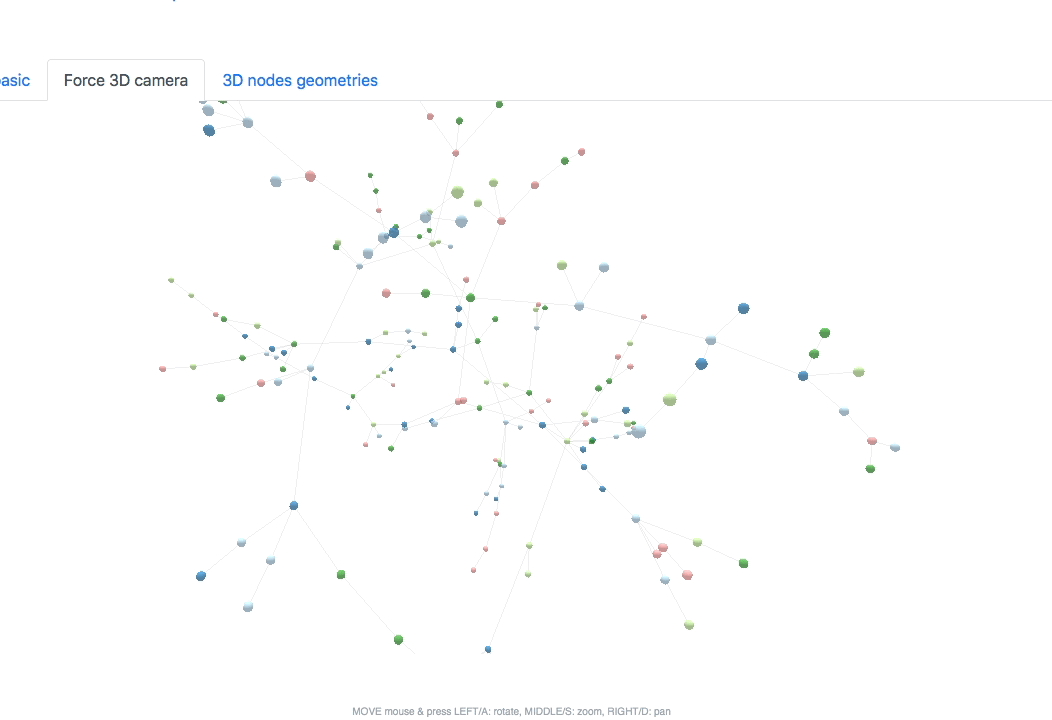 asic
Force 3D camera
3D nodes geometries
MOVE mouse & press LEFT/A: rotate, MIDDLE/S: zoom, RIGHT/D: pan